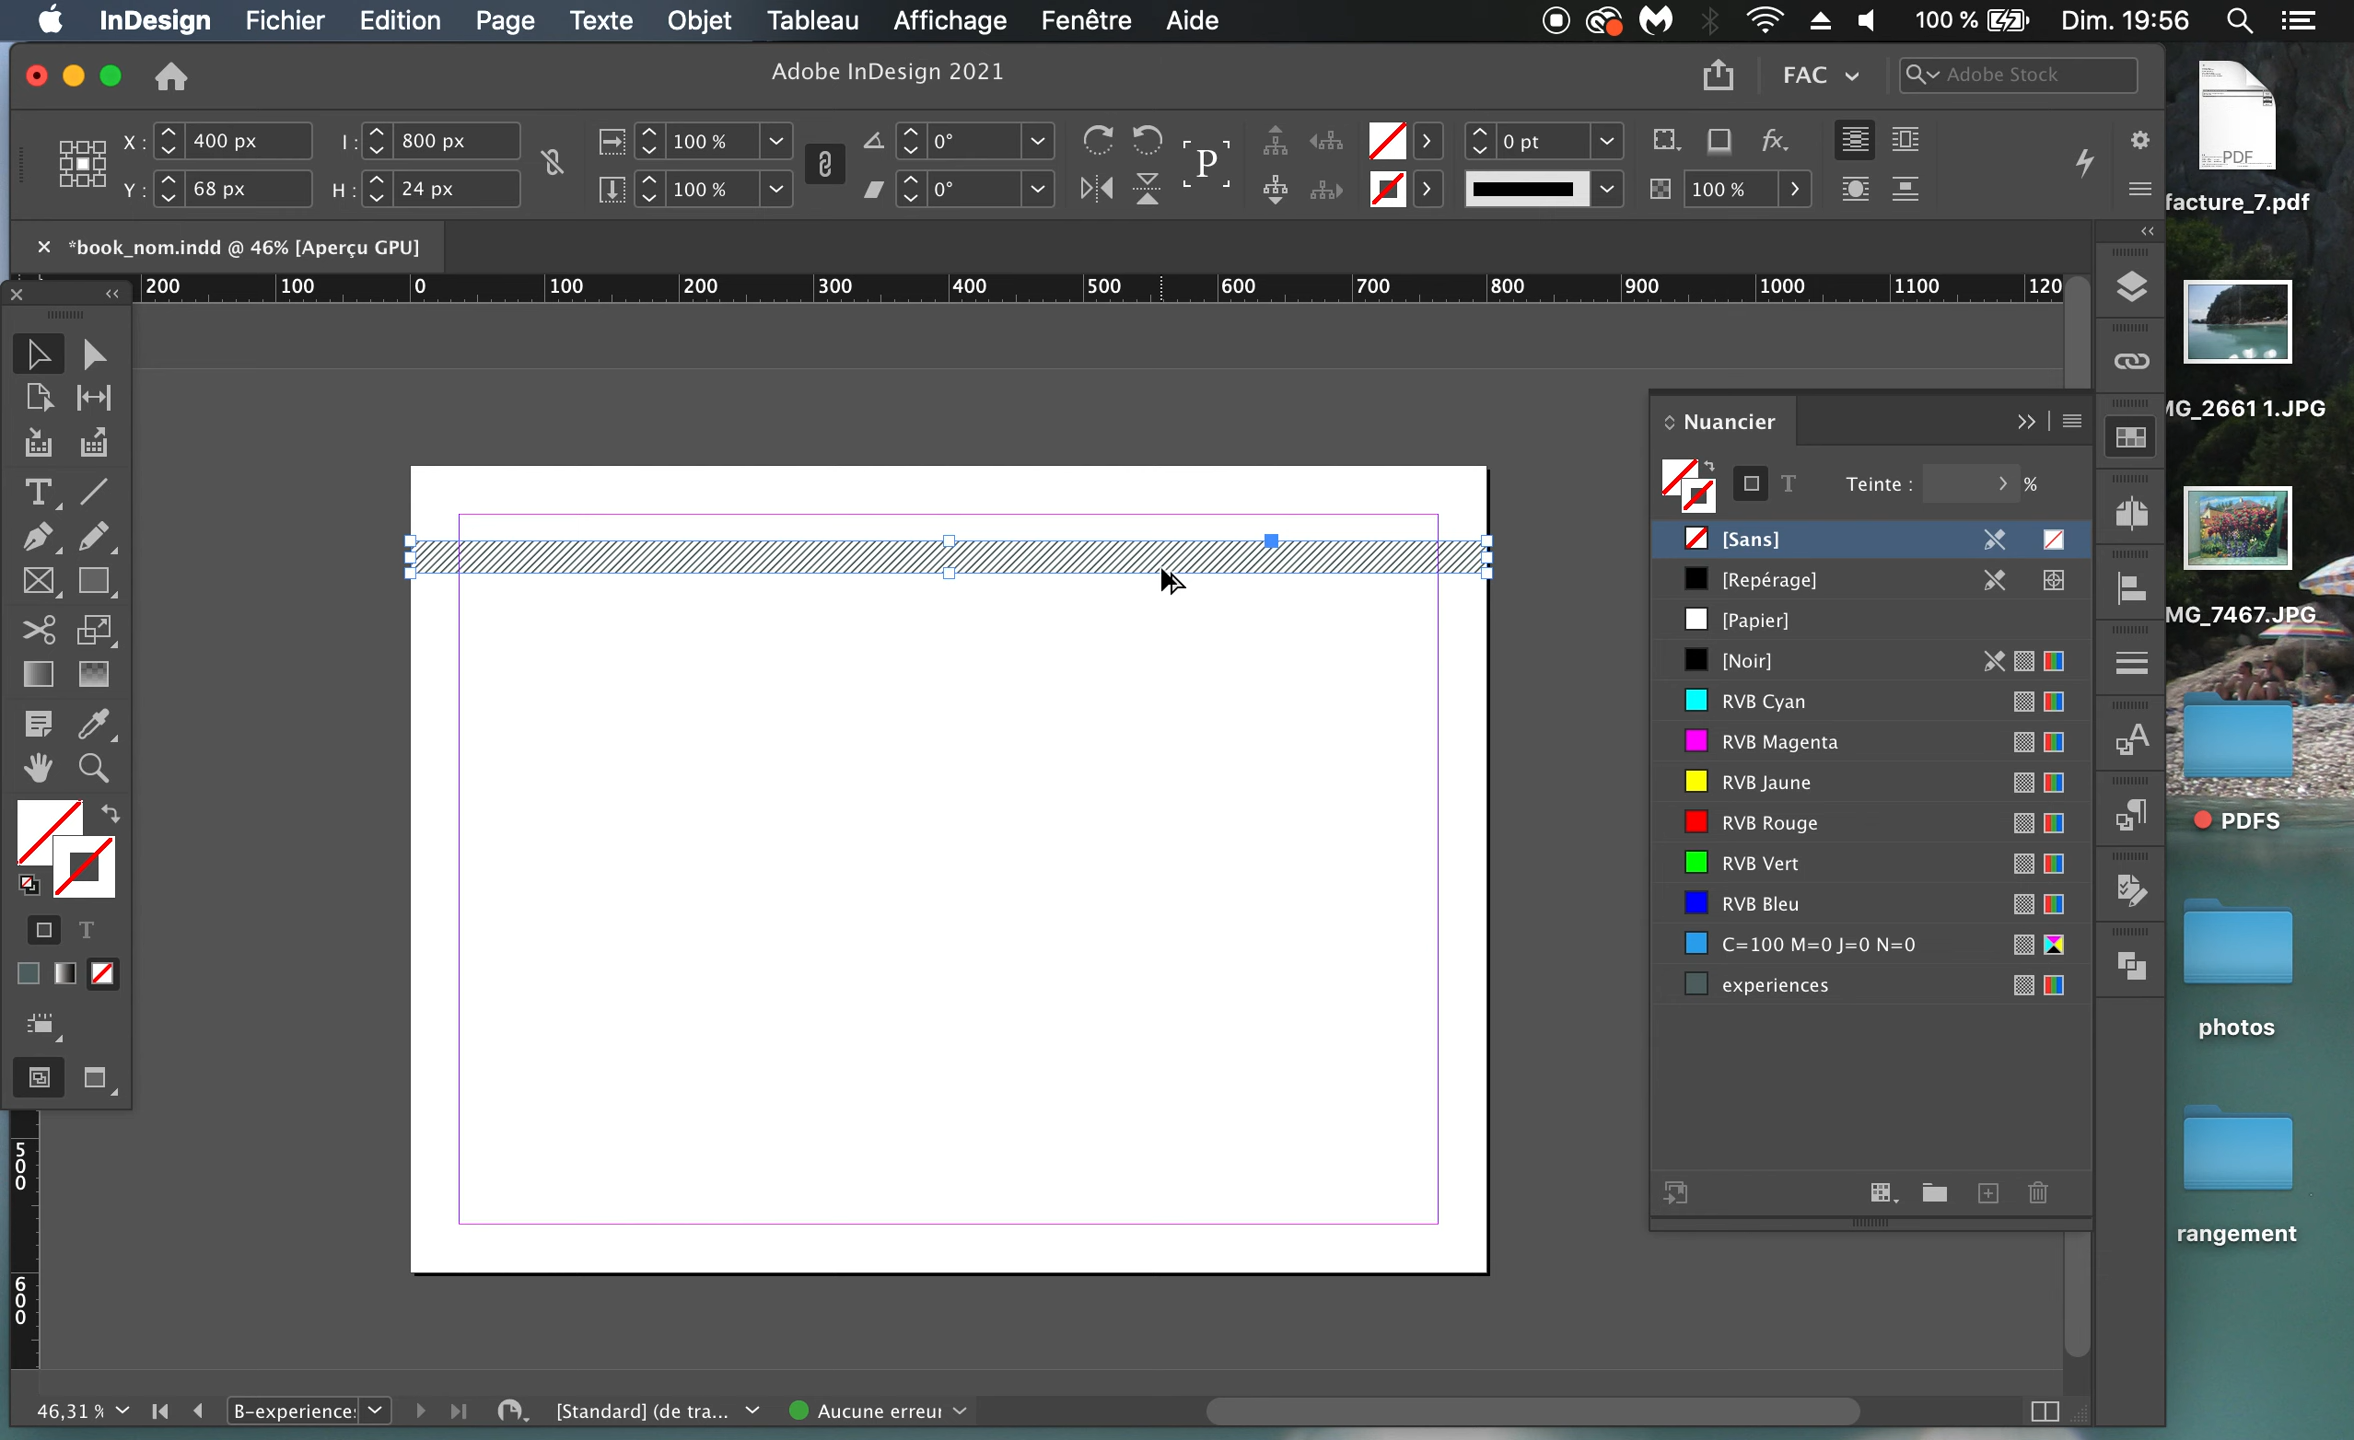 InDesign Fichier Edition Page Texte Objet Tableau Affichage Fenêtre Aide 100 % Dim. 19:56
Adobe InDesign 2021
FAC
Adobe Stock
X : 400 px
I : 800 px
100 %
0°
0 pt
Y : 68 px
H : 24 px
100 %
0°
100 %
P
fx
PDF
facture_7.pdf
*book_nom.indd @ 46% [Aperçu GPU]
200 100 0 100 200 300 400 500 600 700 800 900 1000 1100 120
MG_2661 1.JPG
MG_7467.JPG
PDFS
photos
rangement
Nuancier
T
Teinte : %
[Sans]
[Repérage]
[Papier]
[Noir]
RVB Cyan
RVB Magenta
RVB Jaune
RVB Rouge
RVB Vert
RVB Bleu
C=100 M=0 J=0 N=0
experiences
T
T
A
500
600
46,31 %
B-experience:
[Standard] (de tra...
Aucune erreur